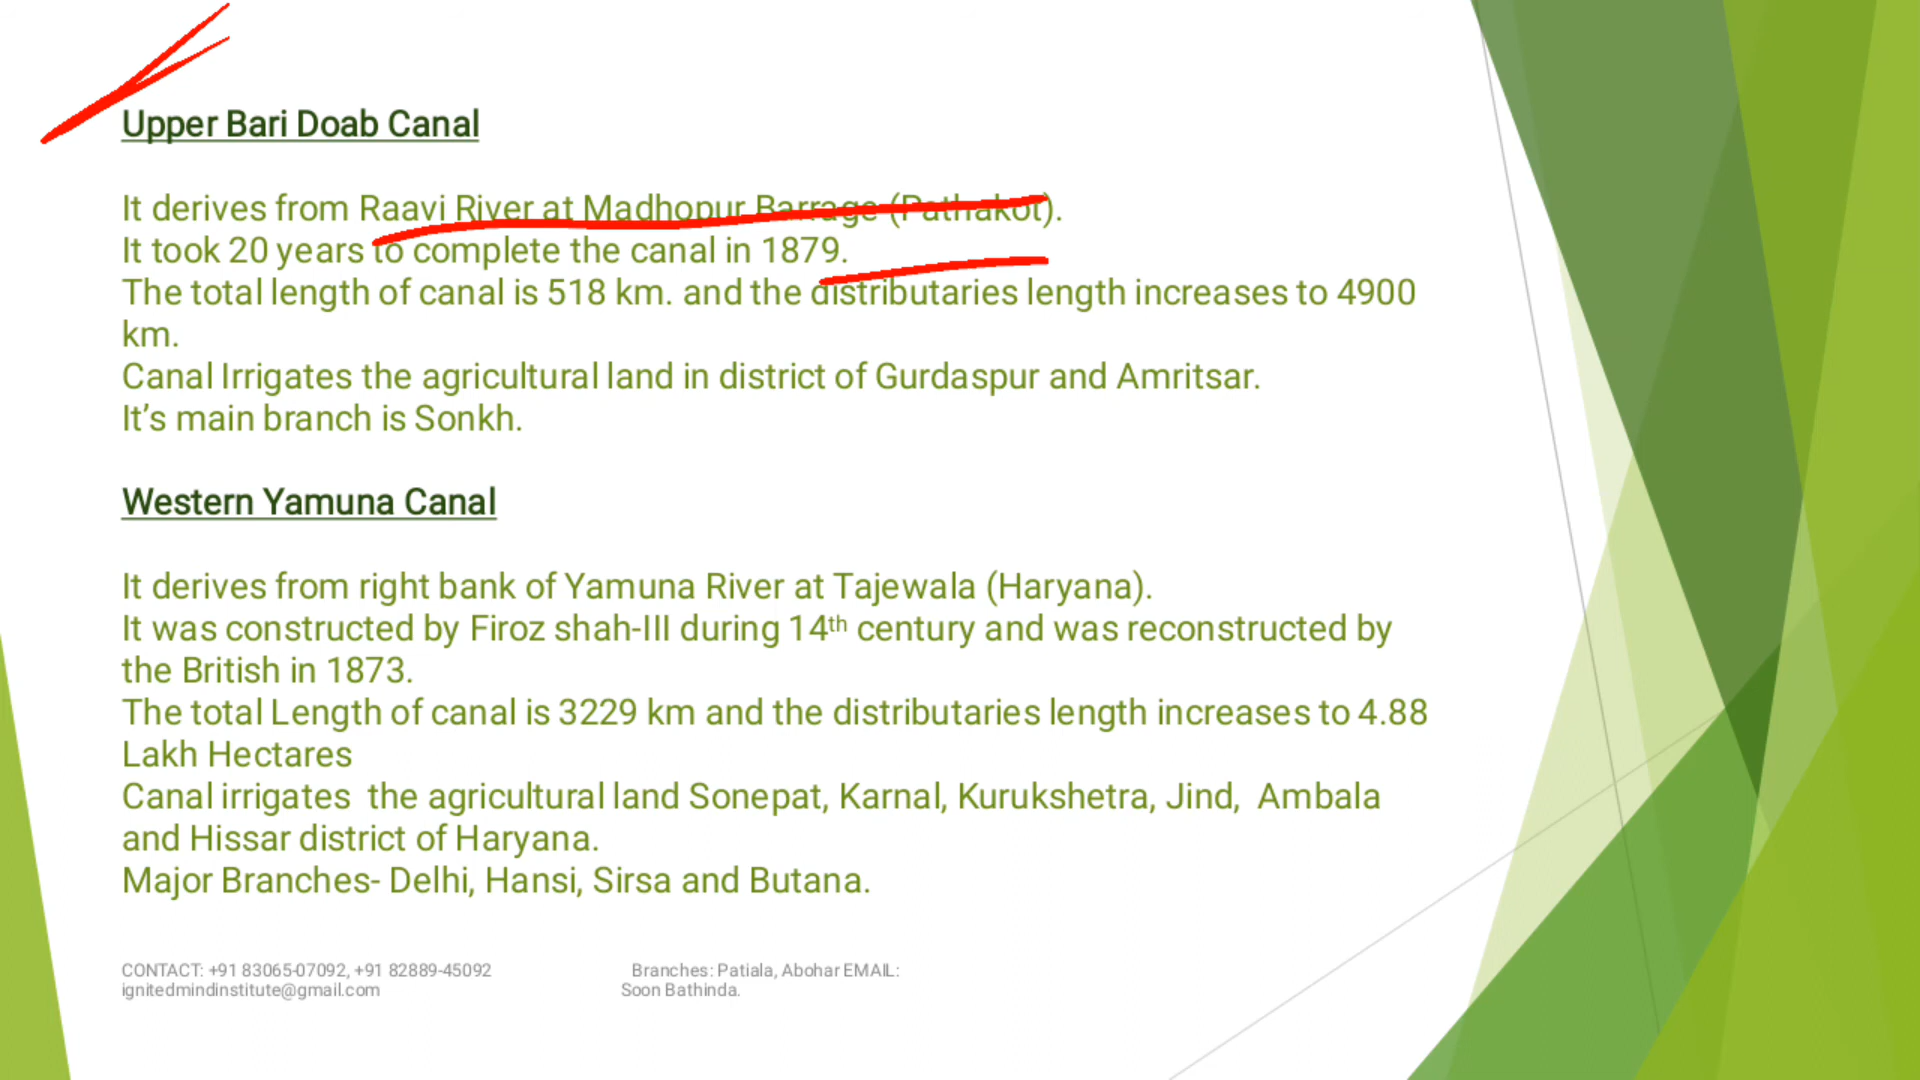 Upper Bari Doab Canal
It derives from Raavi River at Madhopur Barrage (Pathakot).
It took 20 years to complete the canal in 1879.
The total length of canal is 518 km. and the distributaries length increases to 4900
km.
Canal Irrigates the agricultural land in district of Gurdaspur and Amritsar.
It’s main branch is Sonkh.
Western Yamuna Canal
It derives from right bank of Yamuna River at Tajewala (Haryana).
It was constructed by Firoz shah-III during 14th century and was reconstructed by
the British in 1873.
The total Length of canal is 3229 km and the distributaries length increases to 4.88
Lakh Hectares
Canal irrigates  the agricultural land Sonepat, Karnal, Kurukshetra, Jind,  Ambala
and Hissar district of Haryana.
Major Branches- Delhi, Hansi, Sirsa and Butana.
CONTACT: +91 83065-07092, +91 82889-45092 Branches: Patiala, Abohar EMAIL:
ignitedmindinstitute@gmail.com Soon Bathinda.